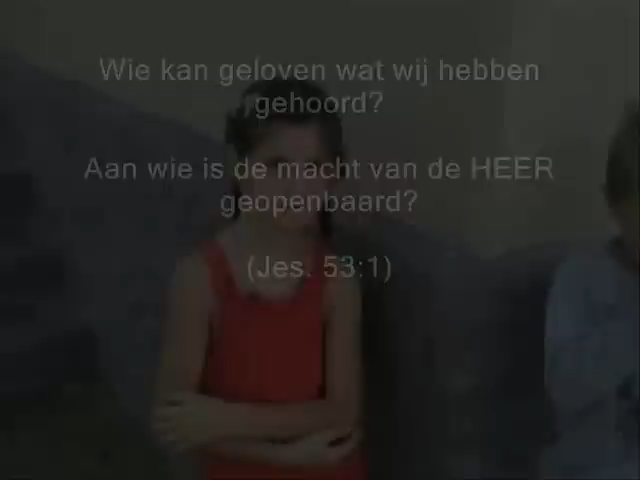 Wie kan geloven wat wij hebben
gehoord?
Aan wie is de macht van de HEER
geopenbaard?
(Jes. 53:1)